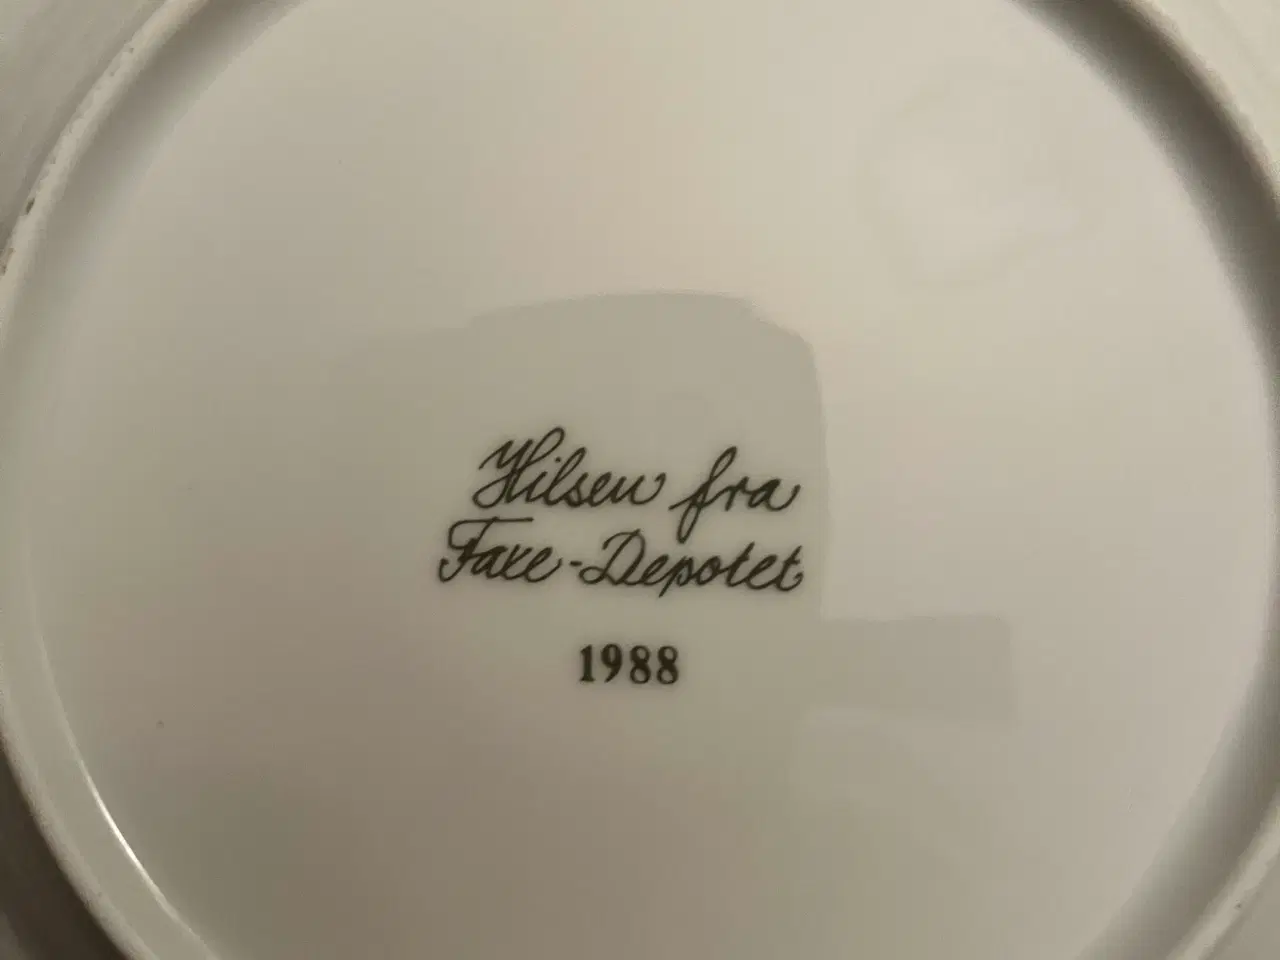 Hilsen fra
Faxe-Depotet
1988